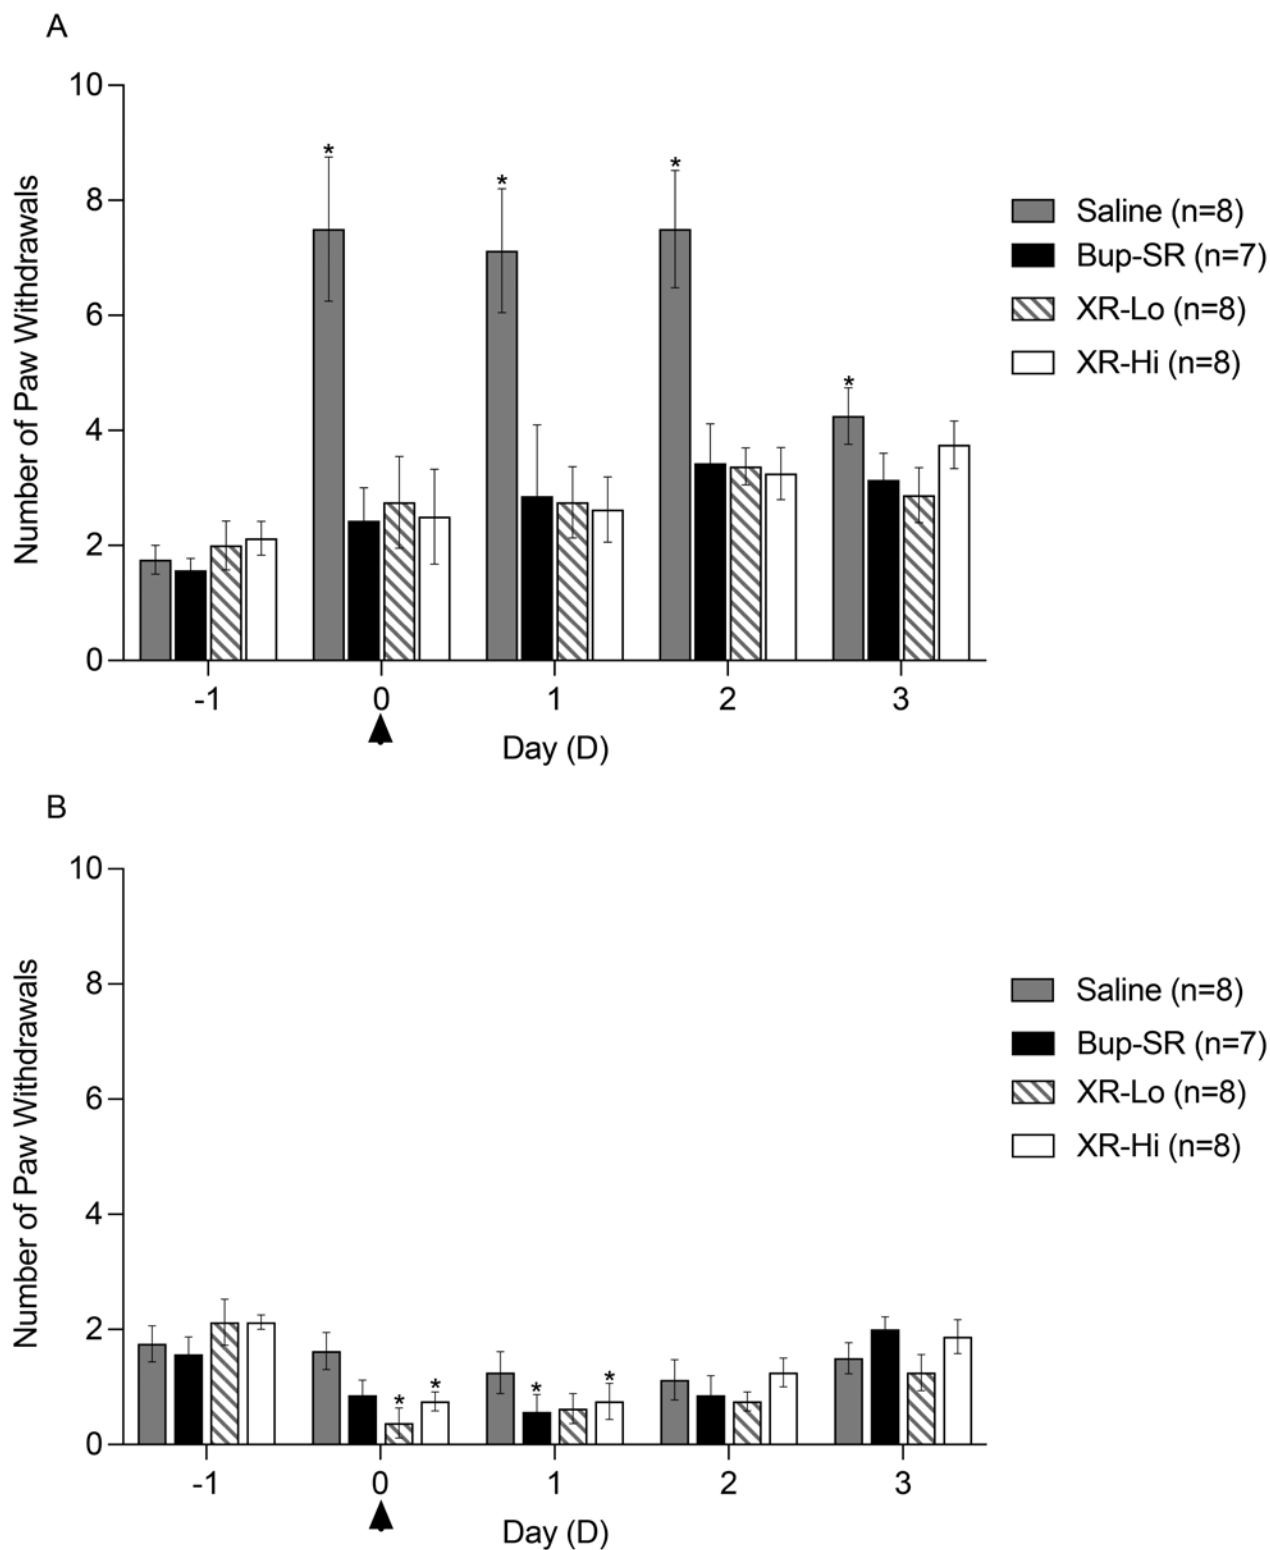 A
10
8
6
4
2
0
Number of Paw Withdrawals
*
*
*
*
-1 0 1 2 3
Day (D)
Saline (n=8)
Bup-SR (n=7)
XR-Lo (n=8)
XR-Hi (n=8)
B
10
8
6
4
2
0
Number of Paw Withdrawals
* *
* *
-1 0 1 2 3
Day (D)
Saline (n=8)
Bup-SR (n=7)
XR-Lo (n=8)
XR-Hi (n=8)